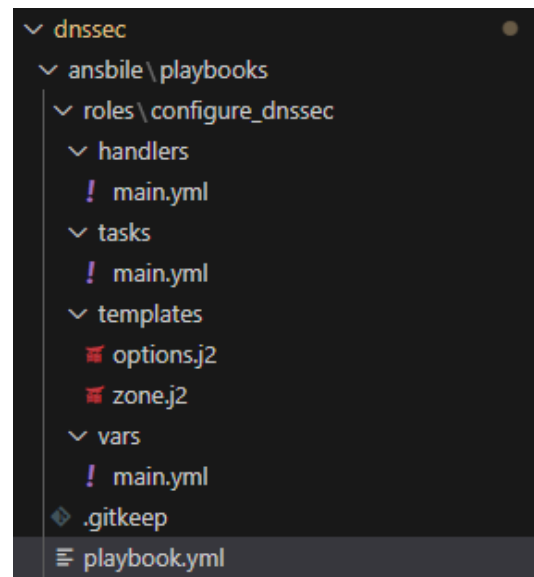 dnssec
ansbile\playbooks
roles\configure_dnssec
handlers
! main.yml
tasks
! main.yml
templates
options.j2
zone.j2
vars
! main.yml
.gitkeep
playbook.yml